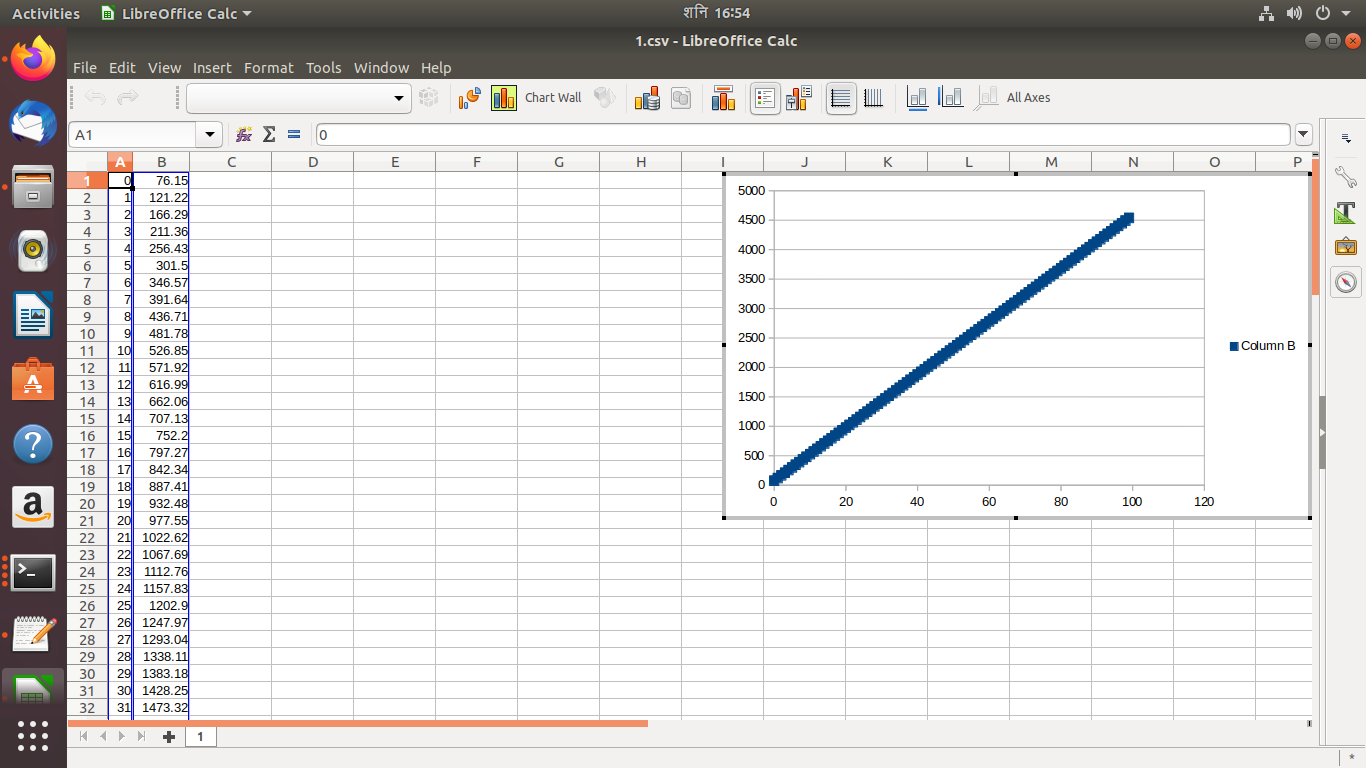 Activities LibreOffice Calc शनि 16:54
1.csv - LibreOffice Calc
File Edit View Insert Format Tools Window Help
Chart Wall All Axes
A1 0
A B C D E F G H I J K L M N O P
1 0 76.15
2 1 121.22
3 2 166.29
4 3 211.36
5 4 256.43
6 5 301.5
7 6 346.57
8 7 391.64
9 8 436.71
10 9 481.78
11 10 526.85
12 11 571.92
13 12 616.99
14 13 662.06
15 14 707.13
16 15 752.2
17 16 797.27
18 17 842.34
19 18 887.41
20 19 932.48
21 20 977.55
22 21 1022.62
23 22 1067.69
24 23 1112.76
25 24 1157.83
26 25 1202.9
27 26 1247.97
28 27 1293.04
29 28 1338.11
30 29 1383.18
31 30 1428.25
32 31 1473.32
5000
4500
4000
3500
3000
2500
2000
1500
1000
500
0
0 20 40 60 80 100 120
Column B
1